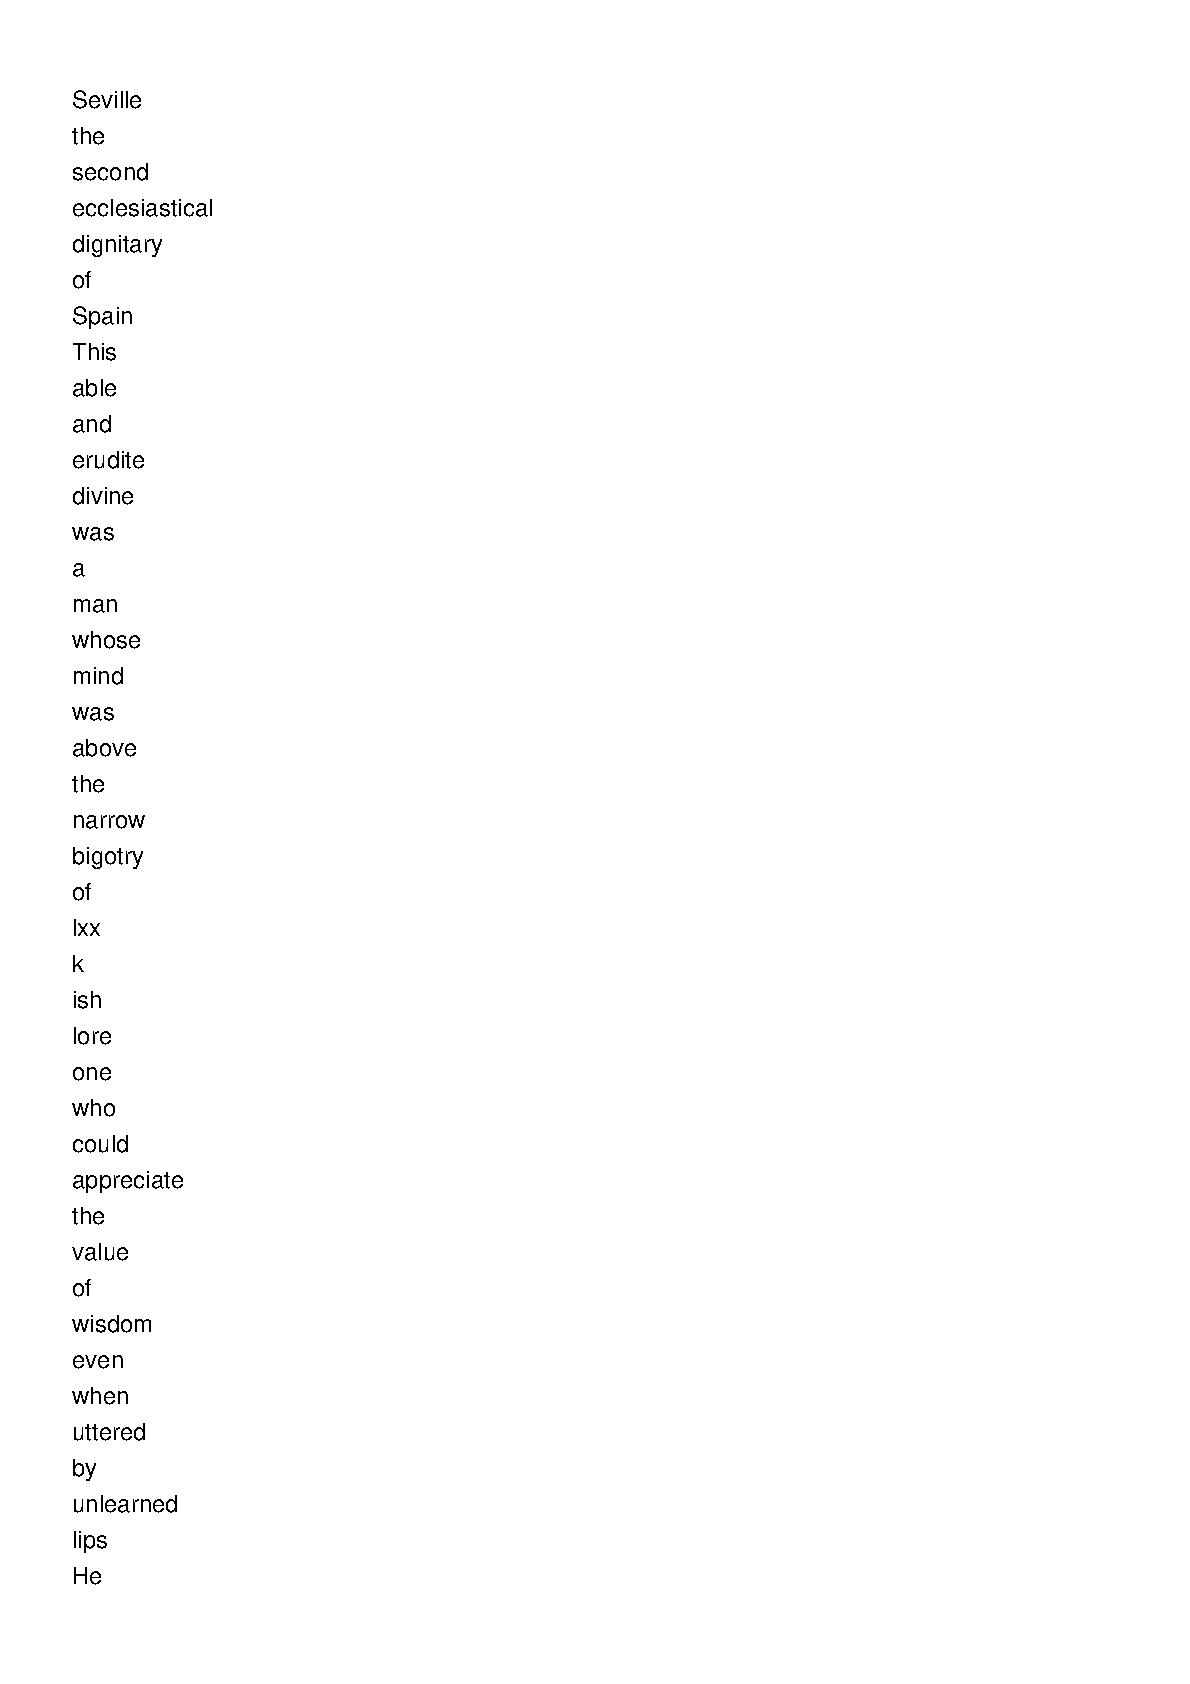 Seville
the
second
ecclesiastical
dignitary
of
Spain
This
able
and
erudite
divine
was
a
man
whose
mind
was
above
the
narrow
bigotry
of
lxx
k
ish
lore
one
who
could
appreciate
the
value
of
wisdom
even
when
uttered
by
unlearned
lips
He